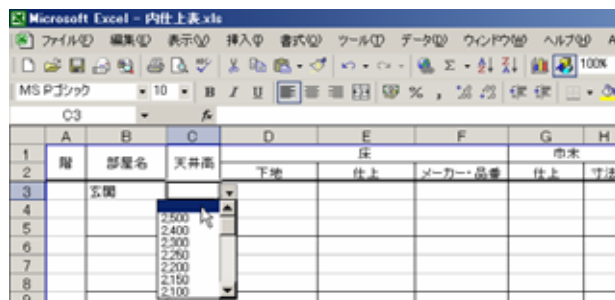 Microsoft Excel - 内仕上表.xls
ファイル(F) 編集(E) 表示(V) 挿入(I) 書式(O) ツール(T) データ(D) ウィンドウ(W) ヘルプ(H) A
100%
MS Pゴシック 10 B I U % ,
C3 fx
A B C D E F G H
1 階 部屋名 天井高 床 巾木
2 下地 仕上 メーカー・品番 仕上 寸法
3 玄関
4 2,500
5 2,400
2,300
6 2,250
7 2,200
8 2,150
2,100
9